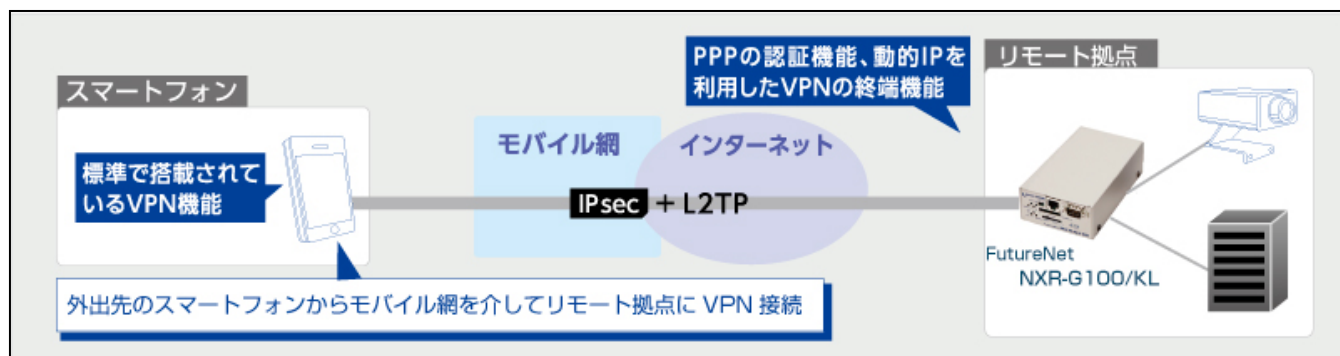 スマートフォン
標準で搭載されて
いるVPN機能
外出先のスマートフォンからモバイル網を介してリモート拠点に VPN 接続
モバイル網
インターネット
IPsec + L2TP
PPPの認証機能、動的IPを
利用したVPNの終端機能
リモート拠点
FutureNet
NXR-G100/KL